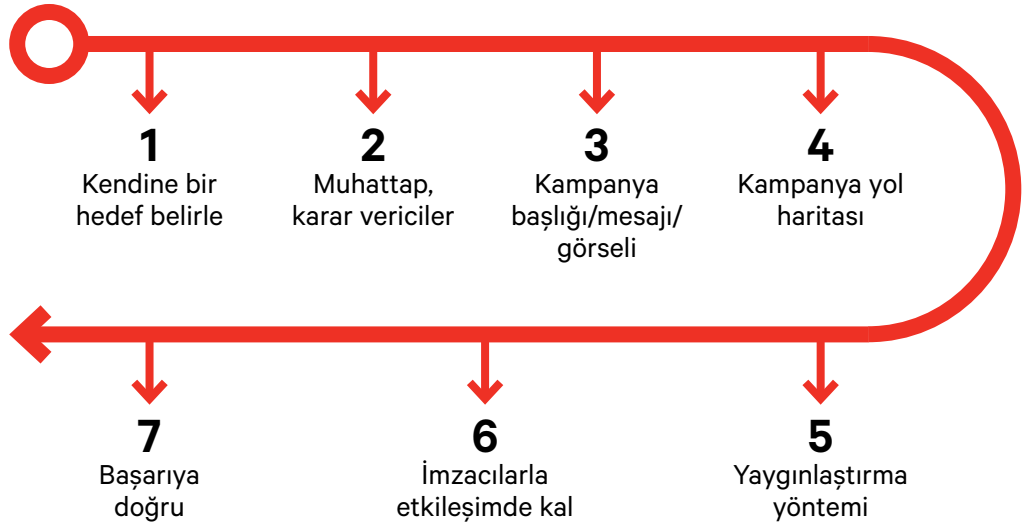 1
Kendine bir
hedef belirle
2
Muhattap,
karar vericiler
3
Kampanya
başlığı/mesajı/
görseli
4
Kampanya yol
haritası
5
Yaygınlaştırma
yöntemi
6
İmzacılarla
etkileşimde kal
7
Başarıya
doğru